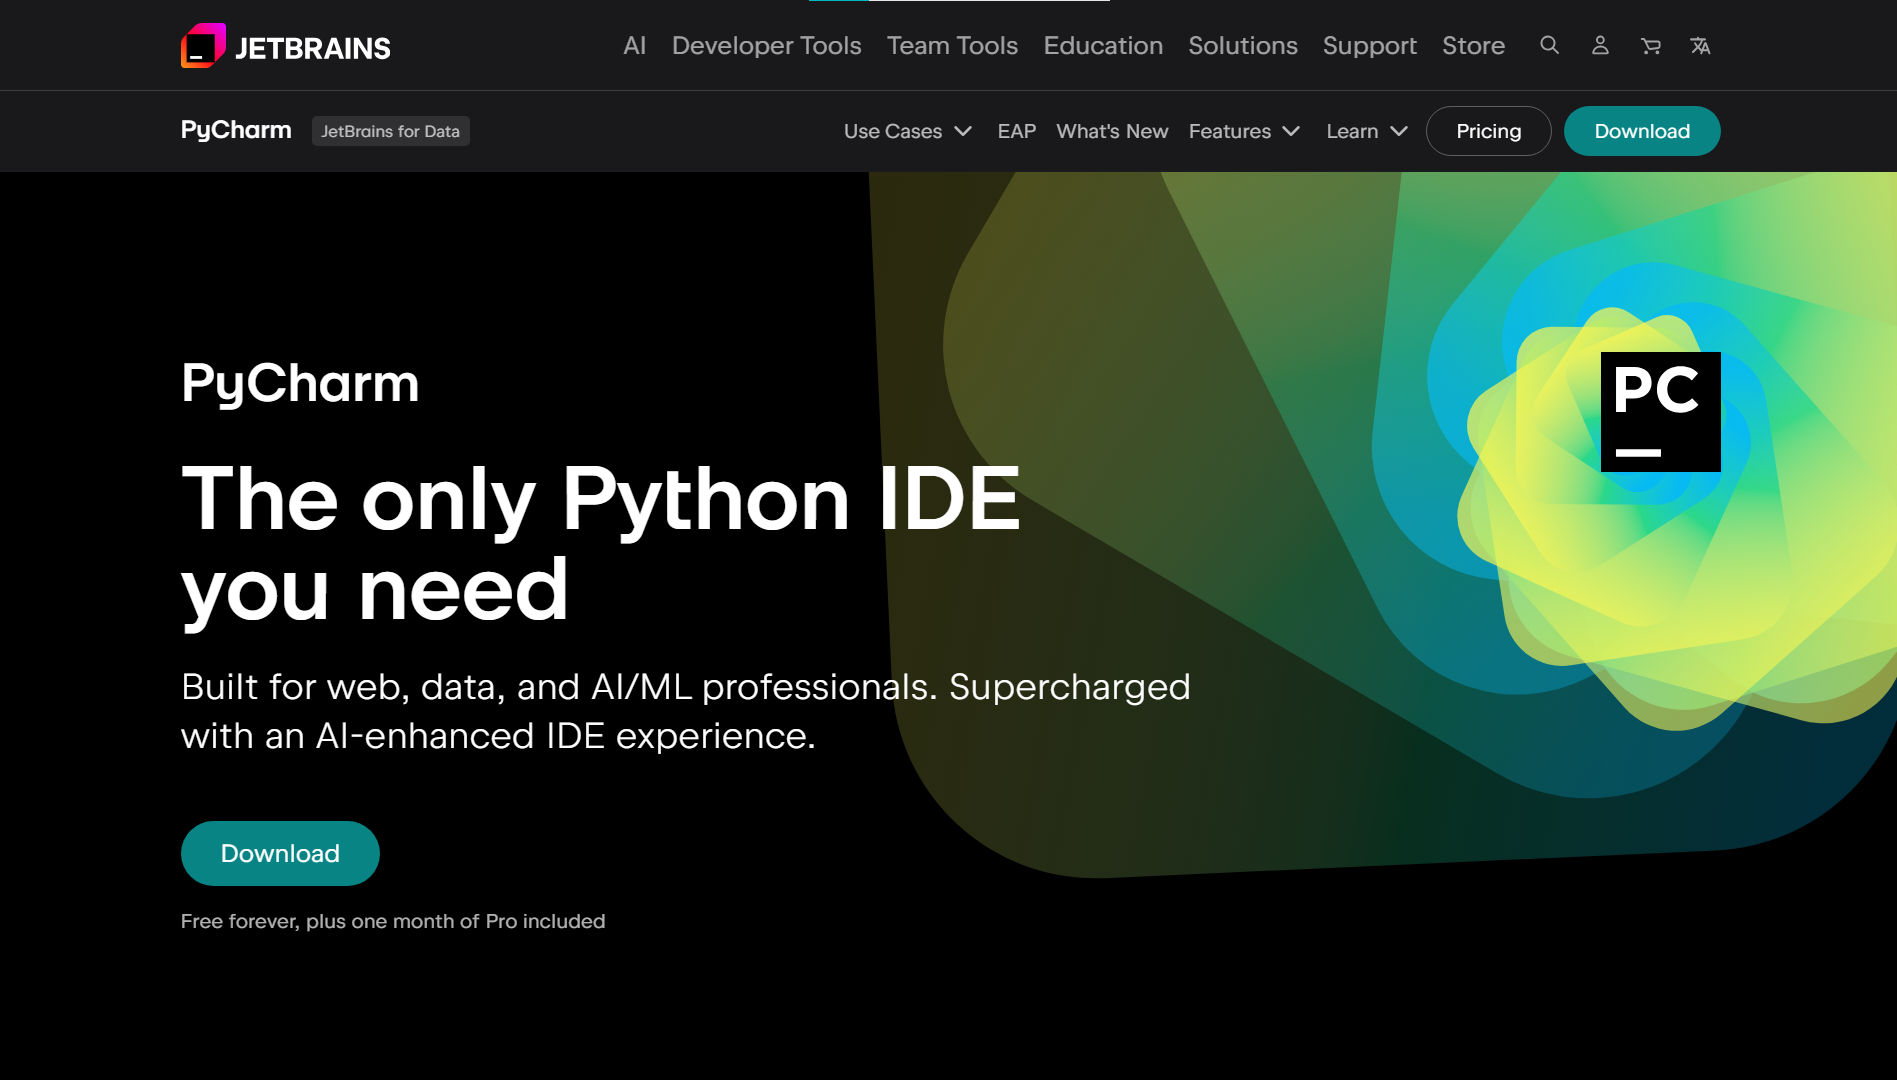 JETBRAINS
AI Developer Tools Team Tools Education Solutions Support Store
PyCharm JetBrains for Data
Use Cases EAP What's New Features Learn Pricing Download
PC
PyCharm
The only Python IDE
you need
Built for web, data, and AI/ML professionals. Supercharged
with an AI-enhanced IDE experience.
Download
Free forever, plus one month of Pro included